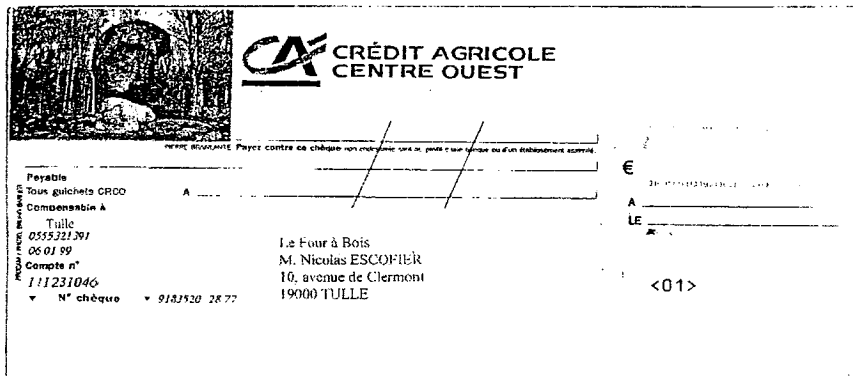 CRÉDIT AGRICOLE
CENTRE OUEST
Payez contre ce chèque
Payable
Tous guichets CRCO
A
€
Compensable à
Tulle
0555321391
06 01 99
Compte n°
111231046
N° chèque 9183520 28 77
Le Four à Bois
M. Nicolas ESCOFIER
10, avenue de Clermont
19000 TULLE
A
LE
<01>